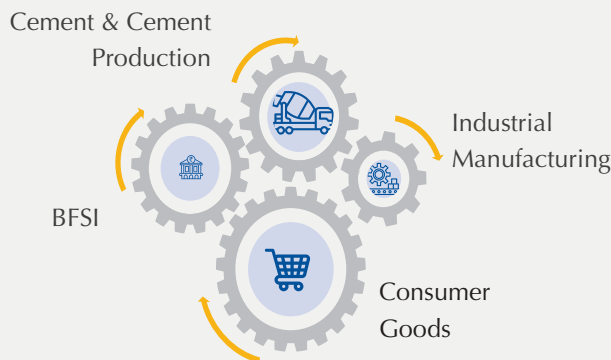 Cement & Cement
Production
Industrial
Manufacturing
BFSI
Consumer
Goods